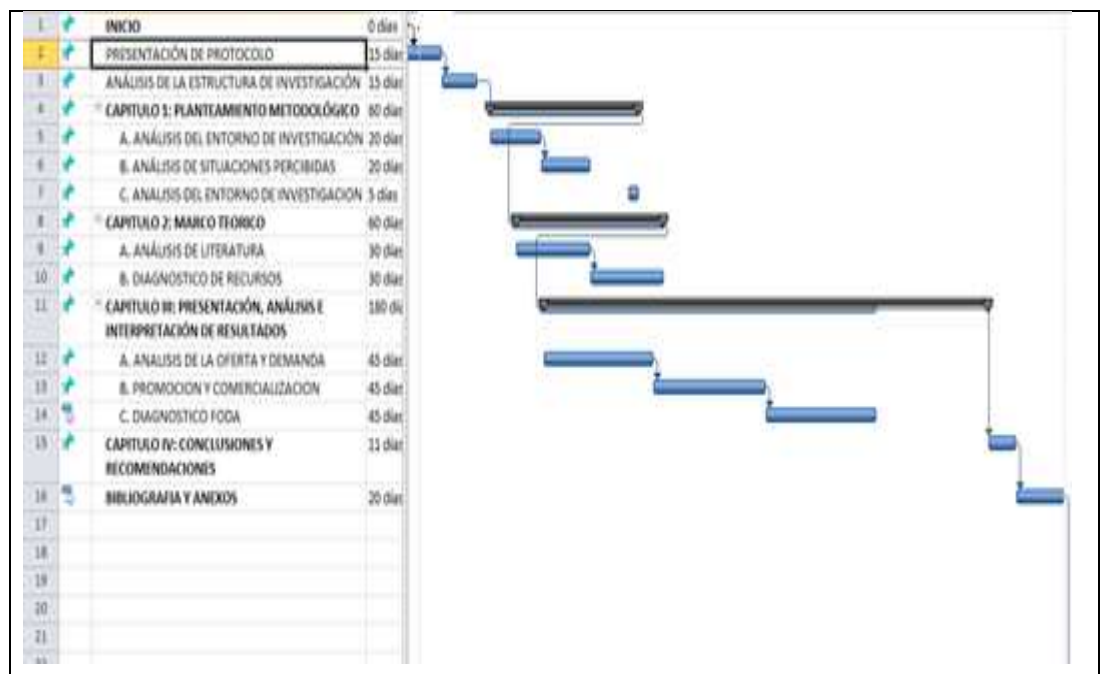 1 INICIO 0 días
2 PRESENTACIÓN DE PROTOCOLO 15 días
3 ANÁLISIS DE LA ESTRUCTURA DE INVESTIGACIÓN 15 días
4 CAPITULO 1: PLANTEAMIENTO METODOLÓGICO 60 días
5 A. ANÁLISIS DEL ENTORNO DE INVESTIGACIÓN 20 días
6 B. ANÁLISIS DE SITUACIONES PERCIBIDAS 20 días
7 C. ANALISIS DEL ENTORNO DE INVESTIGACION 5 días
8 CAPITULO 2: MARCO TEORICO 60 días
9 A. ANÁLISIS DE LITERATURA 30 días
10 B. DIAGNOSTICO DE RECURSOS 30 días
11 CAPITULO III: PRESENTACIÓN, ANÁLISIS E 180 día
INTERPRETACIÓN DE RESULTADOS
12 A. ANALISIS DE LA OFERTA Y DEMANDA 45 días
13 B. PROMOCION Y COMERCIALIZACION 45 días
14 C. DIAGNOSTICO FODA 45 días
15 CAPITULO IV: CONCLUSIONES Y 11 días
RECOMENDACIONES
16 BIBLIOGRAFIA Y ANEXOS 20 días
17
18
19
20
21